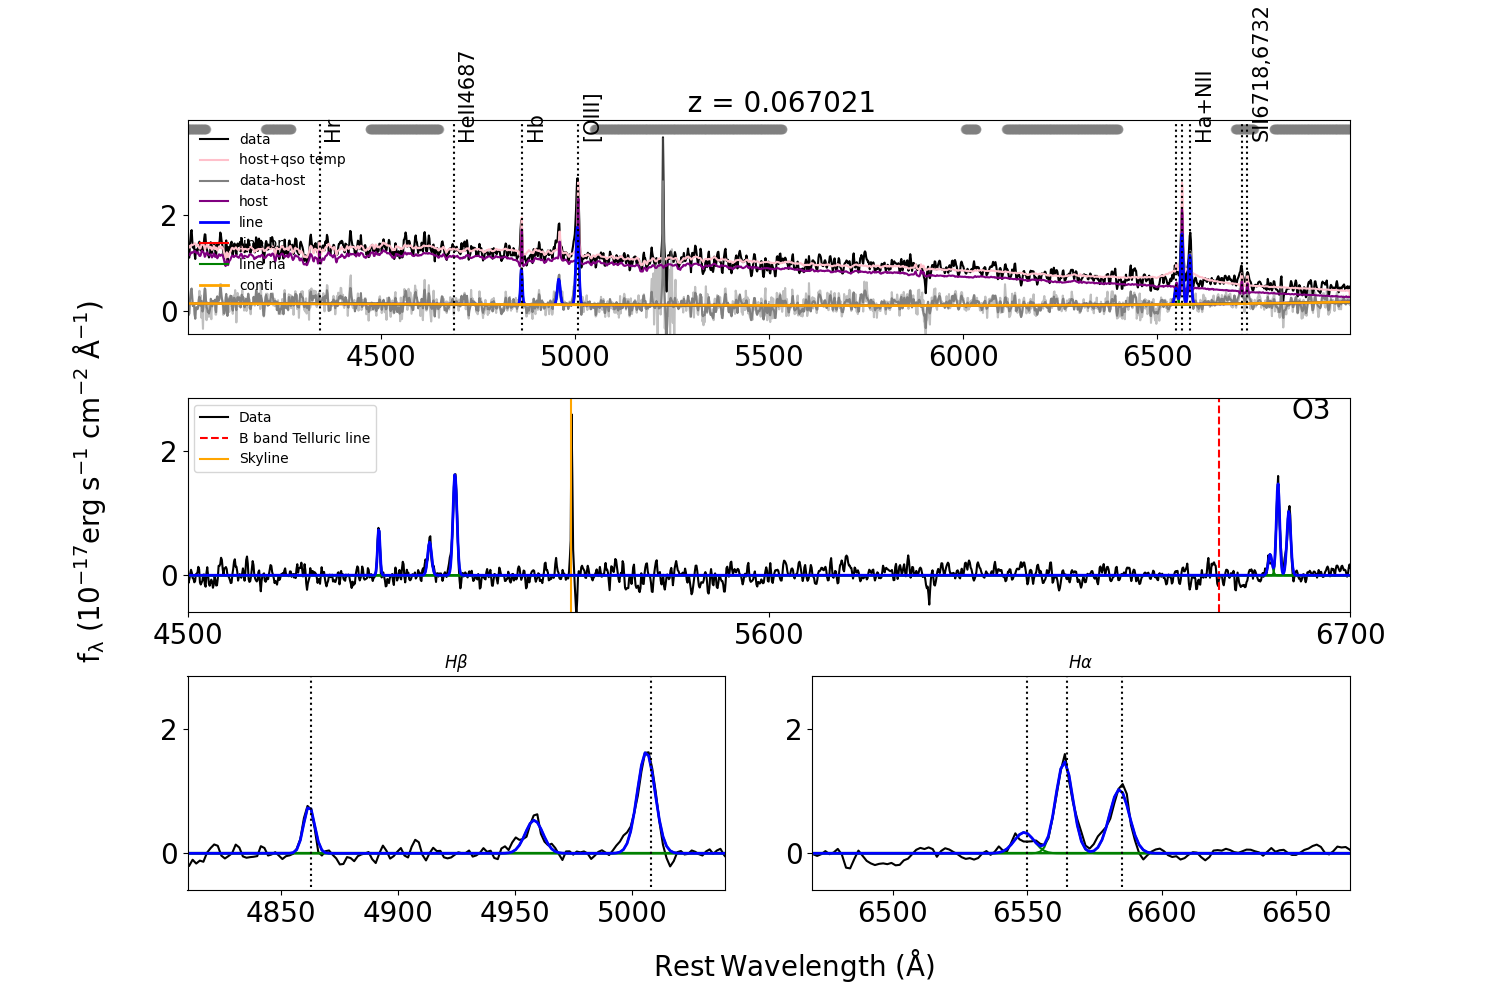 z = 0.067021
Hr
HeII4687
Hb
[OIII]
Ha+NII
SII6718,6732
data
host+qso temp
data-host
host
line
line na
conti
2
0
4500 5000 5500 6000 6500
O3
Data
B band Telluric line
Skyline
2
0
4500 5600 6700
fλ (10−17erg s−1 cm−2 Å−1)
Hβ
2
0
4850 4900 4950 5000
Hα
2
0
6500 6550 6600 6650
Rest Wavelength (Å)